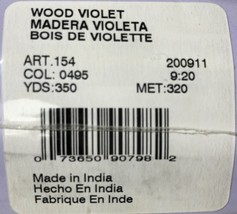 WOOD VIOLET
MADERA VIOLETA
BOIS DE VIOLETTE
ART.154 200911
COL: 0495 9:20
YDS:350 MET:320
0 73650 90798 2
Made in India
Hecho En India
Fabrique En Inde